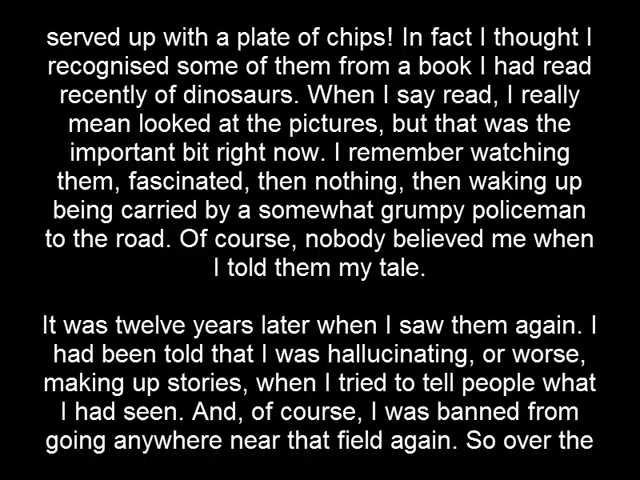 served up with a plate of chips! In fact I thought I
recognised some of them from a book I had read
recently of dinosaurs. When I say read, I really
mean looked at the pictures, but that was the
important bit right now. I remember watching
them, fascinated, then nothing, then waking up
being carried by a somewhat grumpy policeman
to the road. Of course, nobody believed me when
I told them my tale.
It was twelve years later when I saw them again. I
had been told that I was hallucinating, or worse,
making up stories, when I tried to tell people what
I had seen. And, of course, I was banned from
going anywhere near that field again. So over the